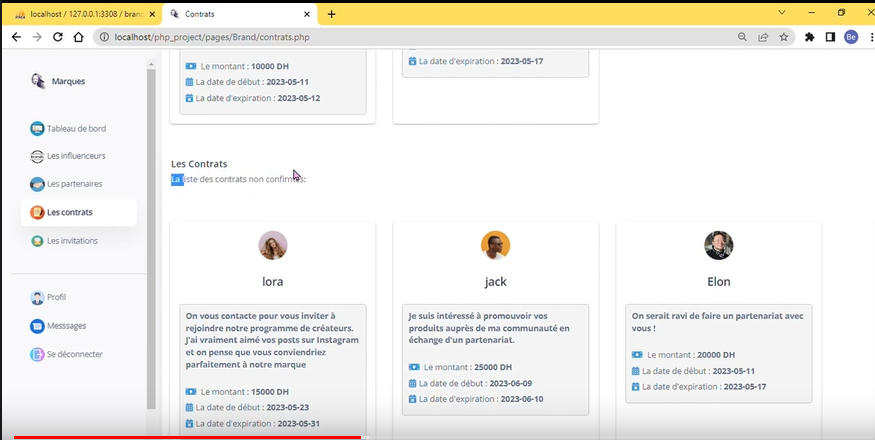 localhost / 127.0.0.1:3308 / bran
Contrats
localhost/php_project/pages/Brand/contrats.php
Be
Marques
Tableau de bord
Les influenceurs
Les partenaires
Les contrats
Les invitations
Profil
Messsages
Se déconnecter
Le montant : 10000 DH
La date de début : 2023-05-11
La date d'expiration : 2023-05-12
La date d'expiration : 2023-05-17
Les Contrats
La liste des contrats non confirmés:
lora
On vous contacte pour vous inviter à
rejoindre notre programme de créateurs.
J'ai vraiment aimé vos posts sur Instagram
et on pense que vous conviendriez
parfaitement à notre marque
Le montant : 15000 DH
La date de début : 2023-05-23
La date d'expiration : 2023-05-31
jack
Je suis intéressé à promouvoir vos
produits auprès de ma communauté en
échange d'un partenariat.
Le montant : 25000 DH
La date de début : 2023-06-09
La date d'expiration : 2023-06-10
Elon
On serait ravi de faire un partenariat avec
vous !
Le montant : 20000 DH
La date de début : 2023-05-11
La date d'expiration : 2023-05-17